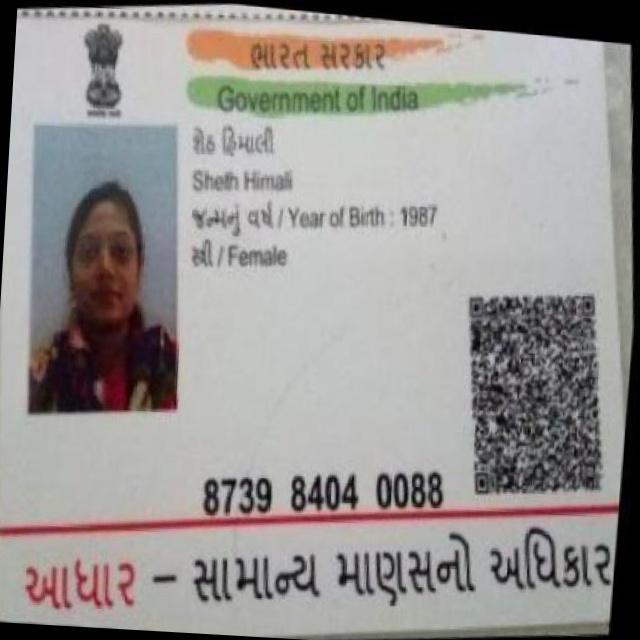 ભારત સરકાર
Government of India
શેઠ હિમાલી
Sheth Himali
જન્મનું વર્ષ / Year of Birth : 1987
સ્ત્રી / Female
8739 8404 0088
આધાર – સામાન્ય માણસનો અધિકાર